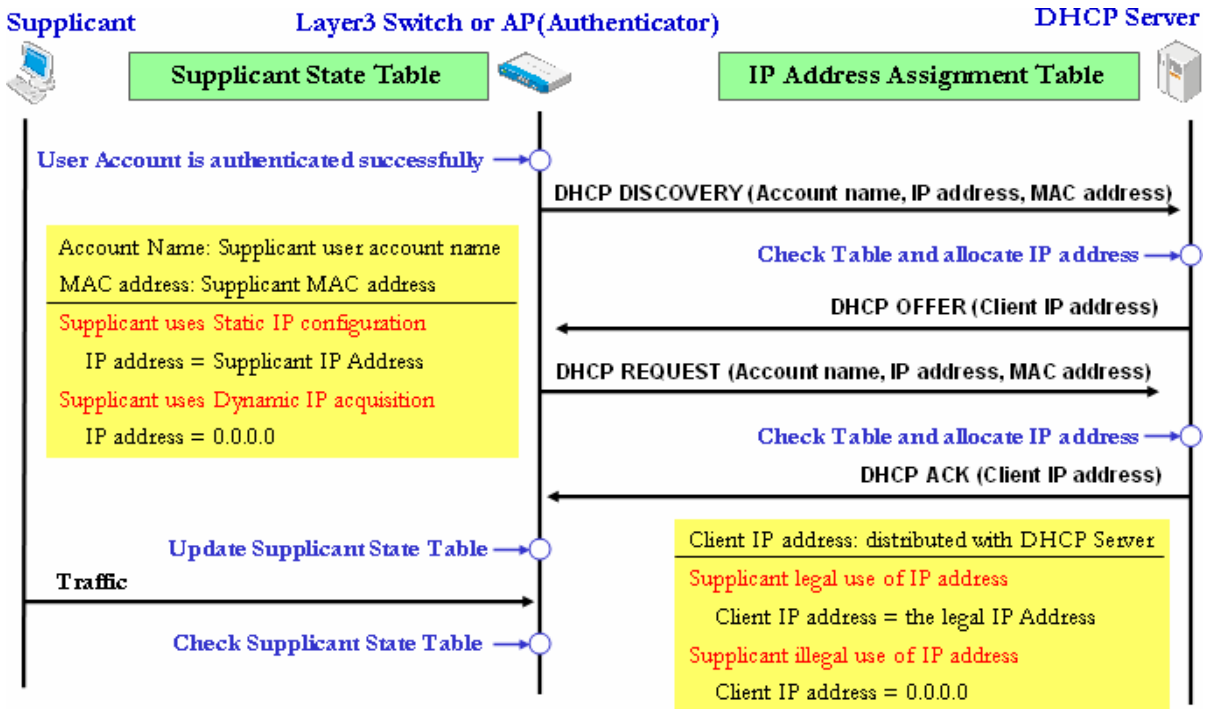 Supplicant
Layer3 Switch or AP(Authenticator)
DHCP Server
Supplicant State Table
IP Address Assignment Table
User Account is authenticated successfully
DHCP DISCOVERY (Account name, IP address, MAC address)
Account Name: Supplicant user account name
MAC address: Supplicant MAC address
Supplicant uses Static IP configuration
IP address = Supplicant IP Address
Supplicant uses Dynamic IP acquisition
IP address = 0.0.0.0
Check Table and allocate IP address
DHCP OFFER (Client IP address)
DHCP REQUEST (Account name, IP address, MAC address)
Check Table and allocate IP address
DHCP ACK (Client IP address)
Update Supplicant State Table
Traffic
Check Supplicant State Table
Client IP address: distributed with DHCP Server
Supplicant legal use of IP address
Client IP address = the legal IP Address
Supplicant illegal use of IP address
Client IP address = 0.0.0.0